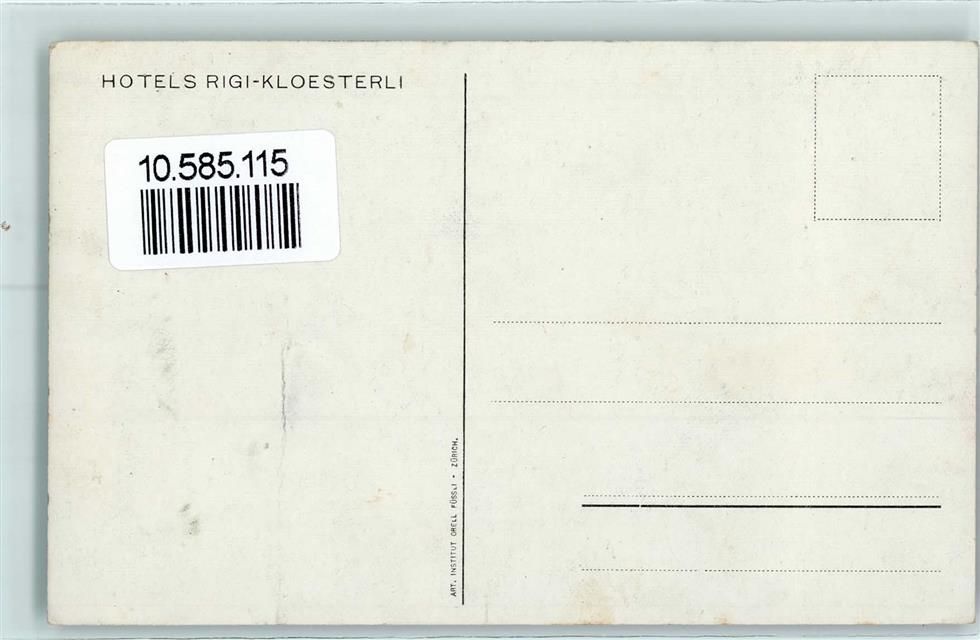 HOTELS RIGI-KLOESTERLI
10.585.115
ART. INSTITUT ORELL FÜSSLI - ZÜRICH.